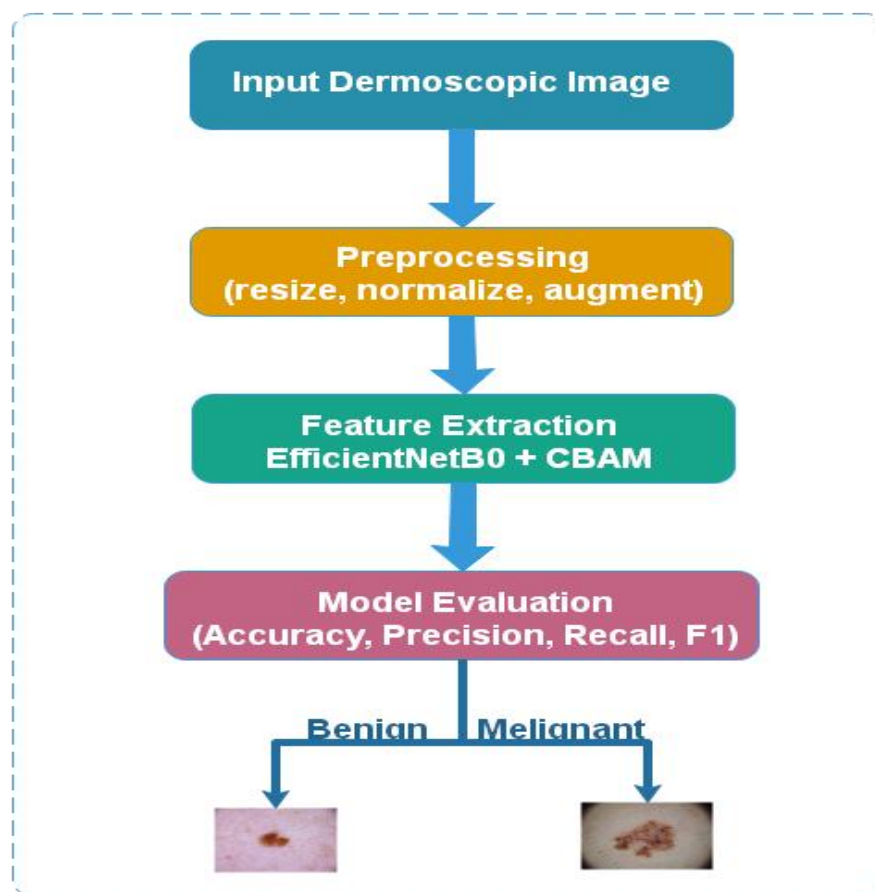 Input Dermoscopic Image
Preprocessing
(resize, normalize, augment)
Feature Extraction
EfficientNetB0 + CBAM
Model Evaluation
(Accuracy, Precision, Recall, F1)
Benign
Melignant